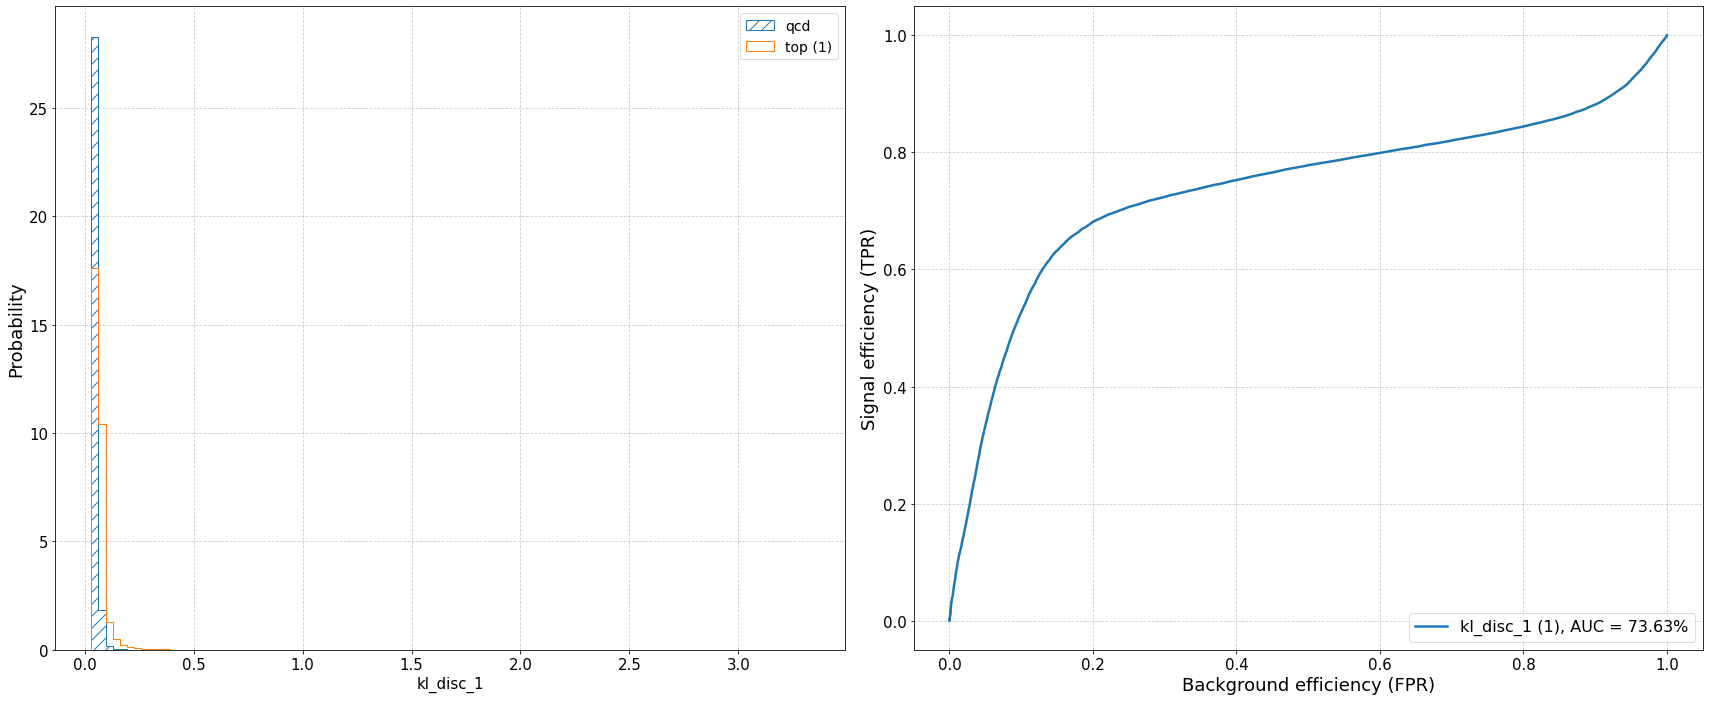 Probability
25
20
15
10
5
0
0.0 0.5 1.0 1.5 2.0 2.5 3.0
kl_disc_1
qcd
top (1)
Signal efficiency (TPR)
1.0
0.8
0.6
0.4
0.2
0.0
0.0 0.2 0.4 0.6 0.8 1.0
Background efficiency (FPR)
kl_disc_1 (1), AUC = 73.63%